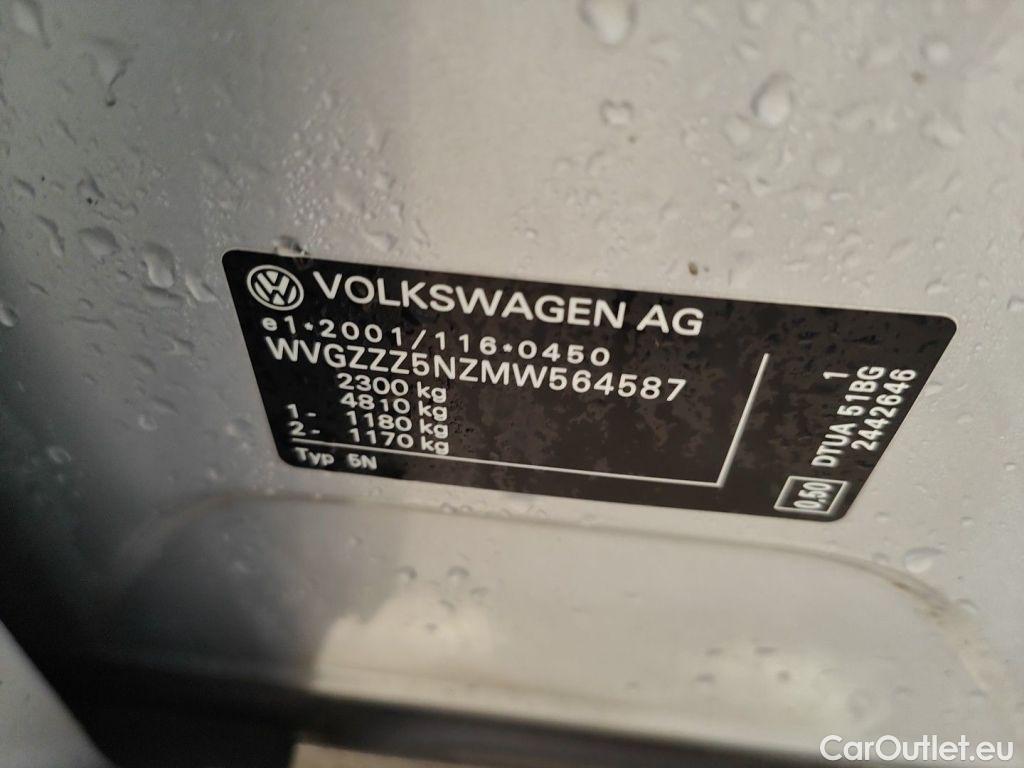 VOLKSWAGEN AG
e1*2001/116*0450
WVGZZZ5NZMW564587
2300 kg
4810 kg
1- 1180 kg
2- 1170 kg
Typ 5N
1
DTUA 51BG
2442646
0.50
CarOutlet.eu